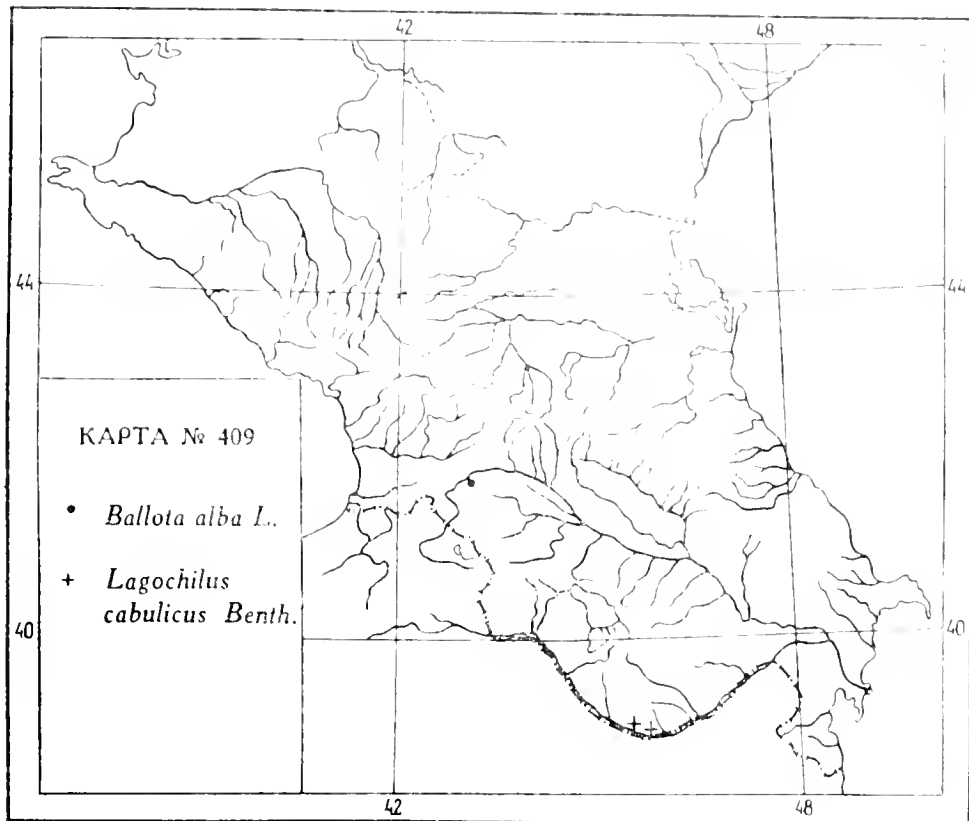 42 48
44 44
КАРТА № 409
Ballota alba L.
Lagochilus
cabulicus Benth.
40 40
42 48